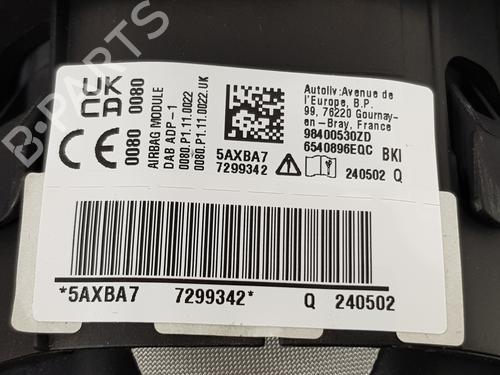 UK
CA
0080
CE
0080
AIRBAG MODULE
DAB ADP-1
0080.P1.11.0022
0080.P1.11.0022.UK
5AXBA7
7299342
Autoliv:Avenue de
l'Europe, B.P.
99, 76220 Gournay-
en-Bray, France
98400530ZD
6540896EQC BKI
240502 Q
*5AXBA7 7299342* Q 240502